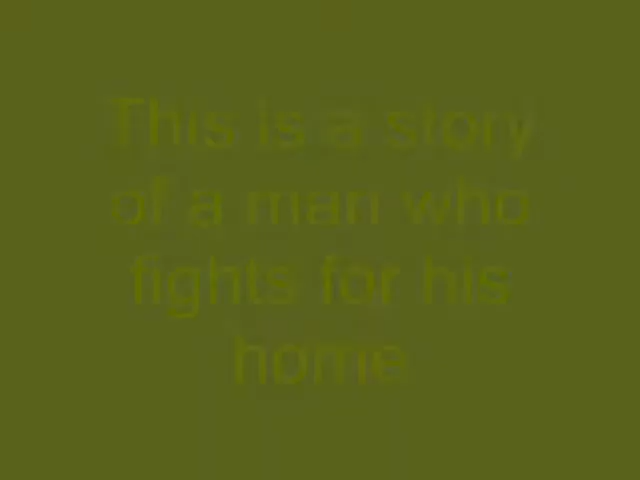 This is a story
of a man who
fights for his
home